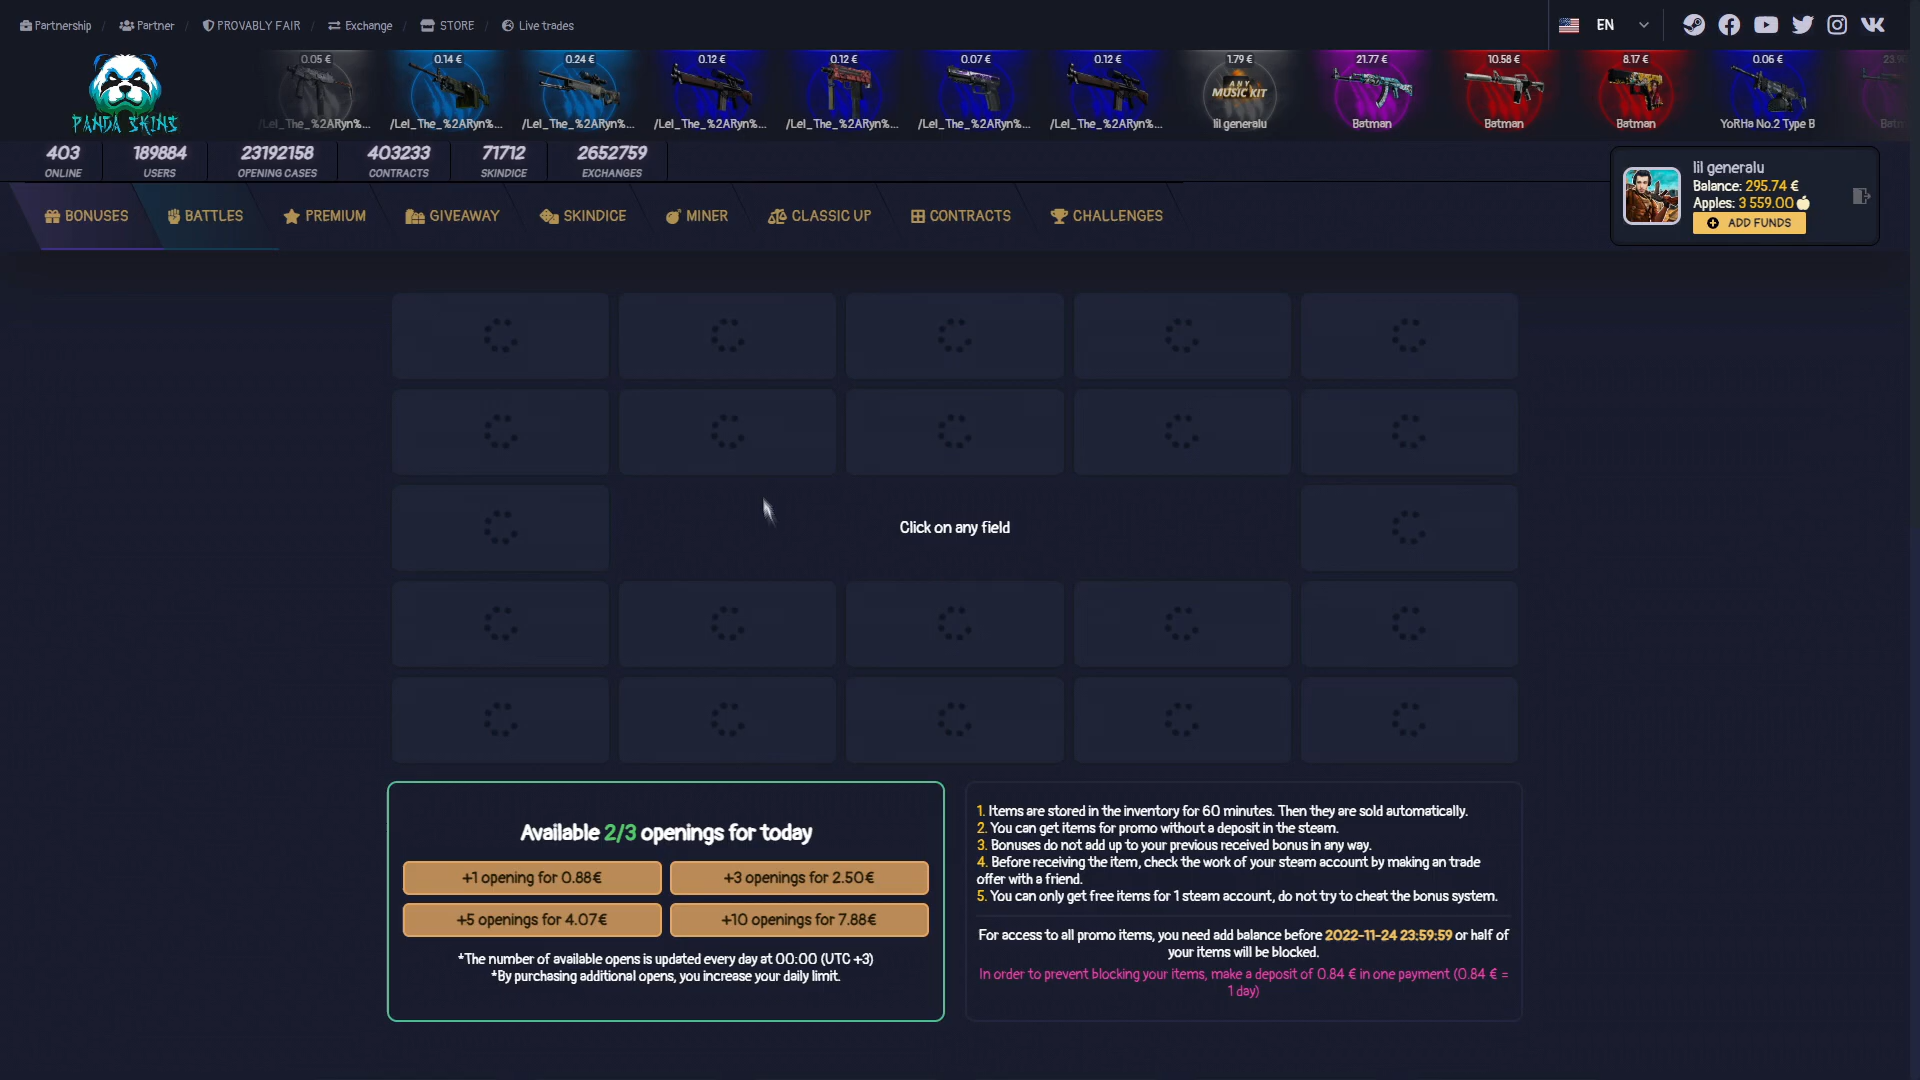 Partnership / Partner / PROVABLY FAIR / Exchange / STORE / Live trades
EN
PANDA SKINS
0.05 € 0.14 € 0.24 € 0.12 € 0.12 € 0.07 € 0.12 € 1.79 € 21.77 € 10.58 € 8.17 € 0.06 €
ANY
MUSIC KIT
/Lel_The_%2ARyn%... /Lel_The_%2ARyn%... /Lel_The_%2ARyn%... /Lel_The_%2ARyn%... /Lel_The_%2ARyn%... /Lel_The_%2ARyn%... /Lel_The_%2ARyn%... lil generalu Batman Batman Batman YoRHa No.2 Type B
403 189884 23192158 403233 71712 2652759
ONLINE USERS OPENING CASES CONTRACTS SKINDICE EXCHANGES
lil generalu
Balance: 295.74 €
Apples: 3 559.00
ADD FUNDS
BONUSES BATTLES PREMIUM GIVEAWAY SKINDICE MINER CLASSIC UP CONTRACTS CHALLENGES
Click on any field
Available 2/3 openings for today
+1 opening for 0.88€ +3 openings for 2.50€
+5 openings for 4.07€ +10 openings for 7.88€
*The number of available opens is updated every day at 00:00 (UTC +3)
*By purchasing additional opens, you increase your daily limit.
1. Items are stored in the inventory for 60 minutes. Then they are sold automatically.
2. You can get items for promo without a deposit in the steam.
3. Bonuses do not add up to your previous received bonus in any way.
4. Before receiving the item, check the work of your steam account by making an trade
offer with a friend.
5. You can only get free items for 1 steam account, do not try to cheat the bonus system.
For access to all promo items, you need add balance before 2022-11-24 23:59:59 or half of
your items will be blocked.
In order to prevent blocking your items, make a deposit of 0.84 € in one payment (0.84 € =
1 day)